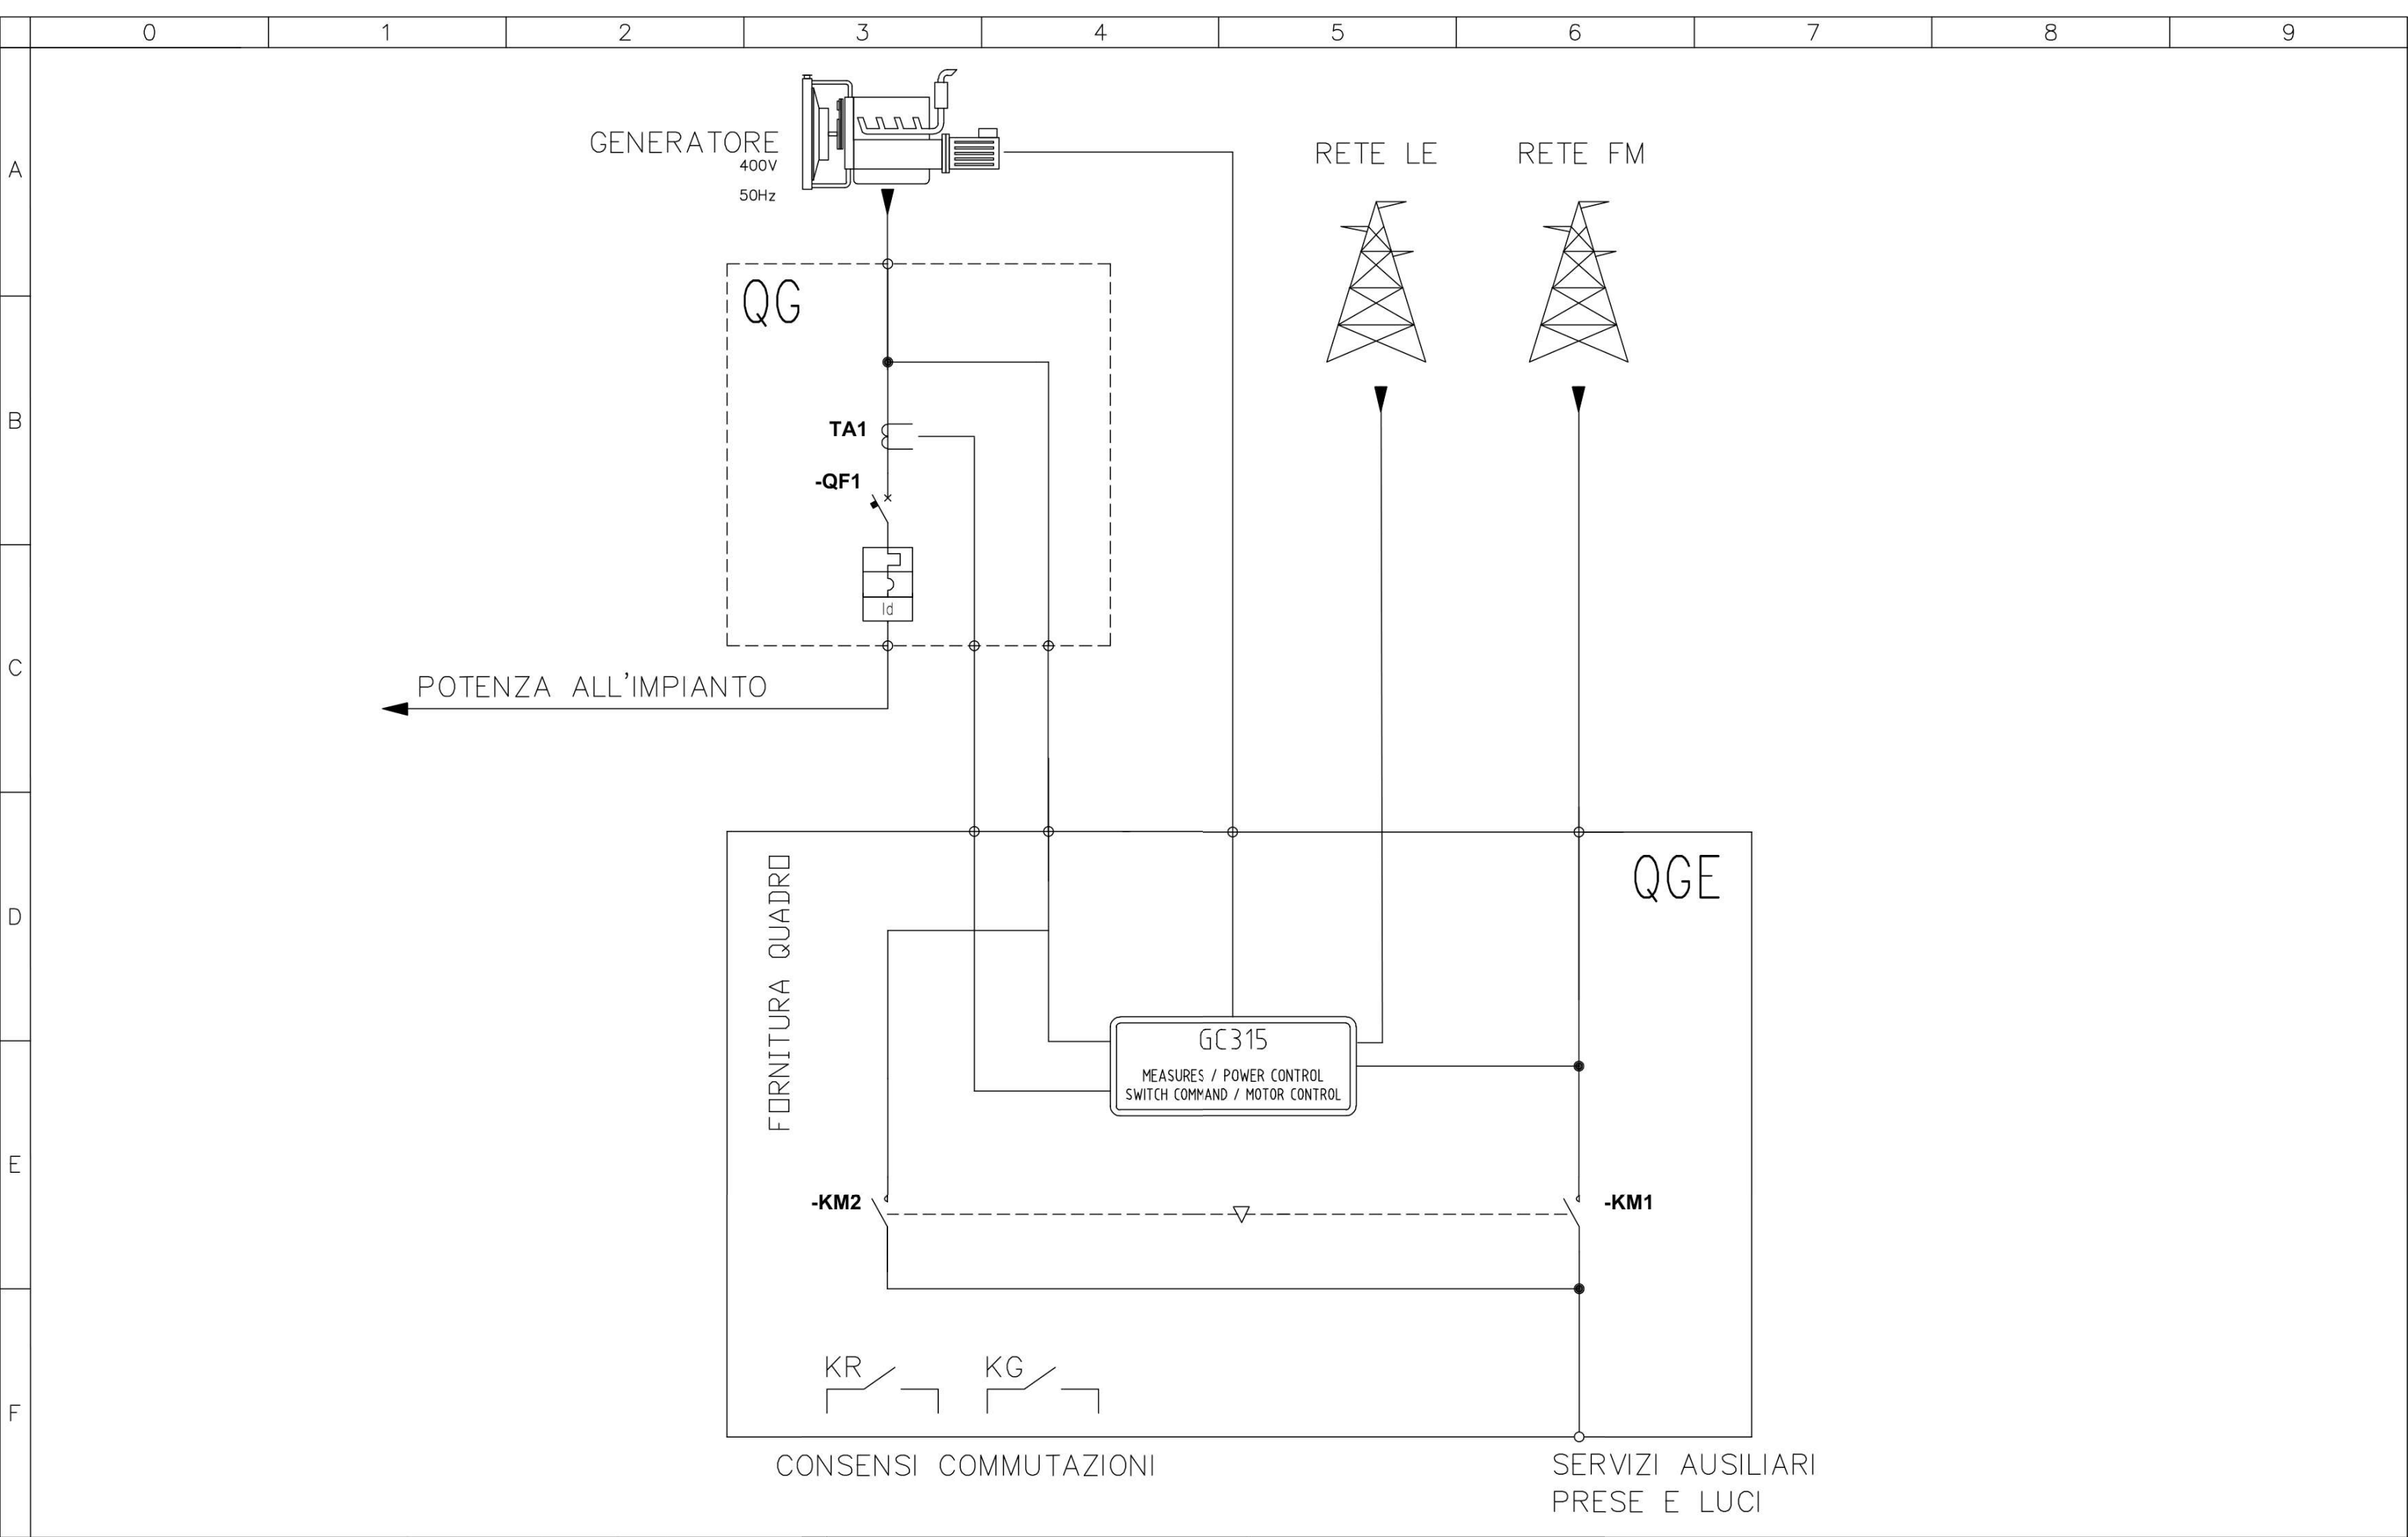 0 1 2 3 4 5 6 7 8 9
A
B
C
D
E
F
GENERATORE
400V
50Hz
RETE LE
RETE FM
QG
TA1
-QF1
Id
POTENZA ALL'IMPIANTO
QGE
FORNITURA QUADRO
GC315
MEASURES / POWER CONTROL
SWITCH COMMAND / MOTOR CONTROL
-KM2
-KM1
KR
KG
CONSENSI COMMUTAZIONI
SERVIZI AUSILIARI
PRESE E LUCI